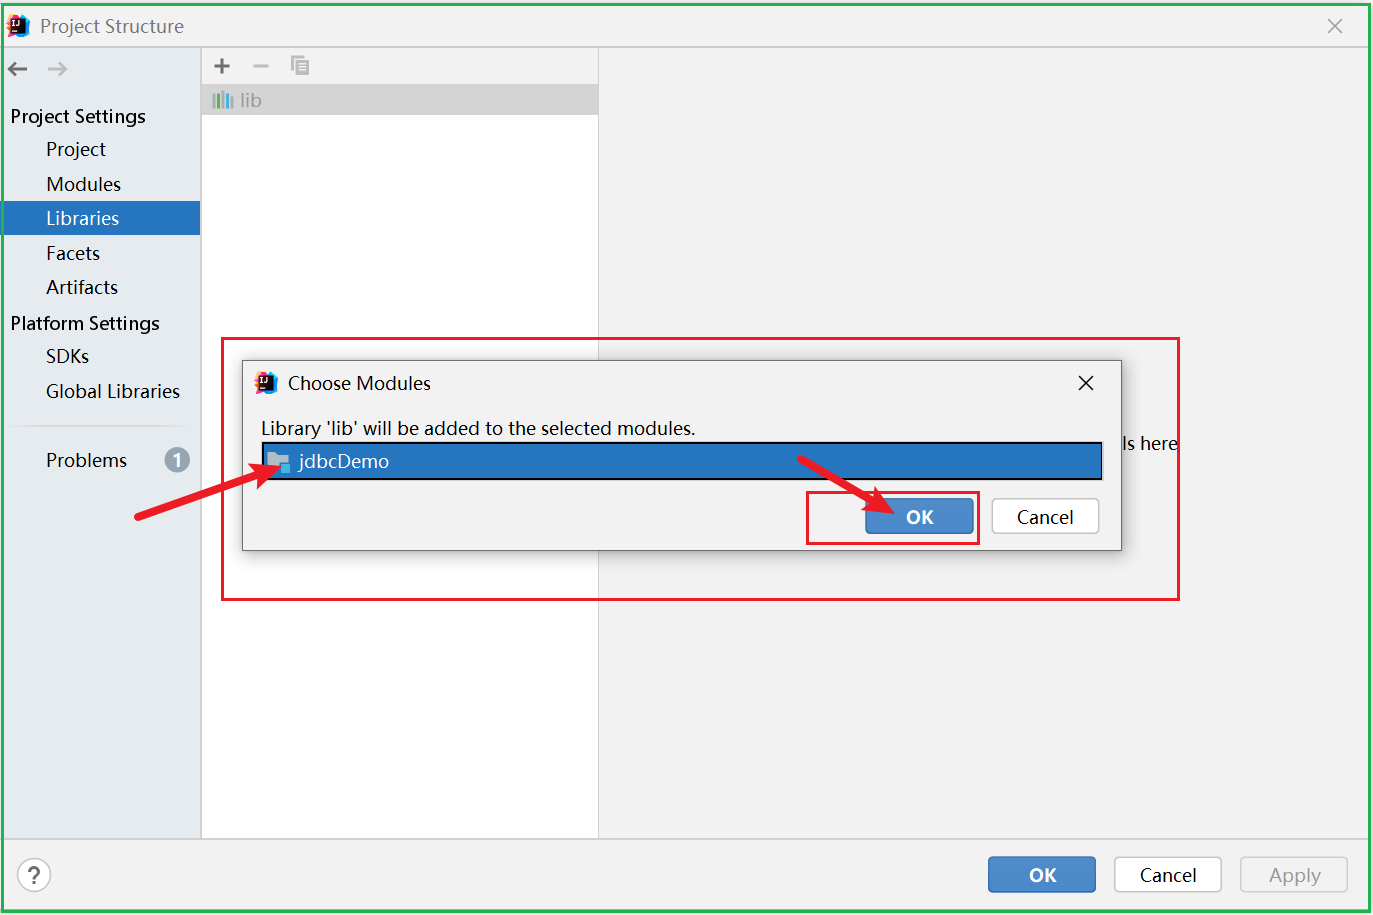 Project Structure
Project Settings
Project
Modules
Libraries
Facets
Artifacts
Platform Settings
SDKs
Global Libraries
Problems 1
lib
Choose Modules
Library 'lib' will be added to the selected modules.
jdbcDemo
ls here
OK Cancel
? OK Cancel Apply